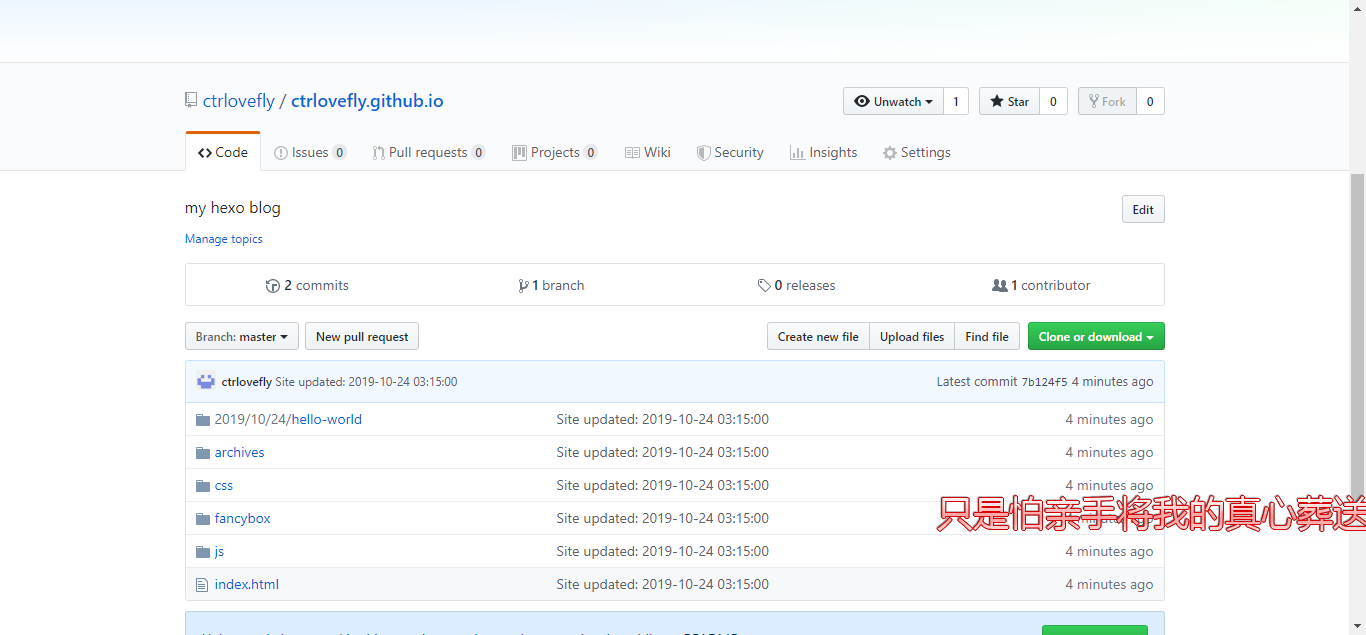 ctrlovefly / ctrlovefly.github.io
Unwatch 1 Star 0 Fork 0
Code Issues 0 Pull requests 0 Projects 0 Wiki Security Insights Settings
my hexo blog
Edit
Manage topics
2 commits 1 branch 0 releases 1 contributor
Branch: master New pull request Create new file Upload files Find file Clone or download
ctrlovefly Site updated: 2019-10-24 03:15:00 Latest commit 7b124f5 4 minutes ago
2019/10/24/hello-world Site updated: 2019-10-24 03:15:00 4 minutes ago
archives Site updated: 2019-10-24 03:15:00 4 minutes ago
css Site updated: 2019-10-24 03:15:00 4 minutes ago
只是怕亲手将我的真心葬送
fancybox Site updated: 2019-10-24 03:15:00 4 minutes ago
js Site updated: 2019-10-24 03:15:00 4 minutes ago
index.html Site updated: 2019-10-24 03:15:00 4 minutes ago